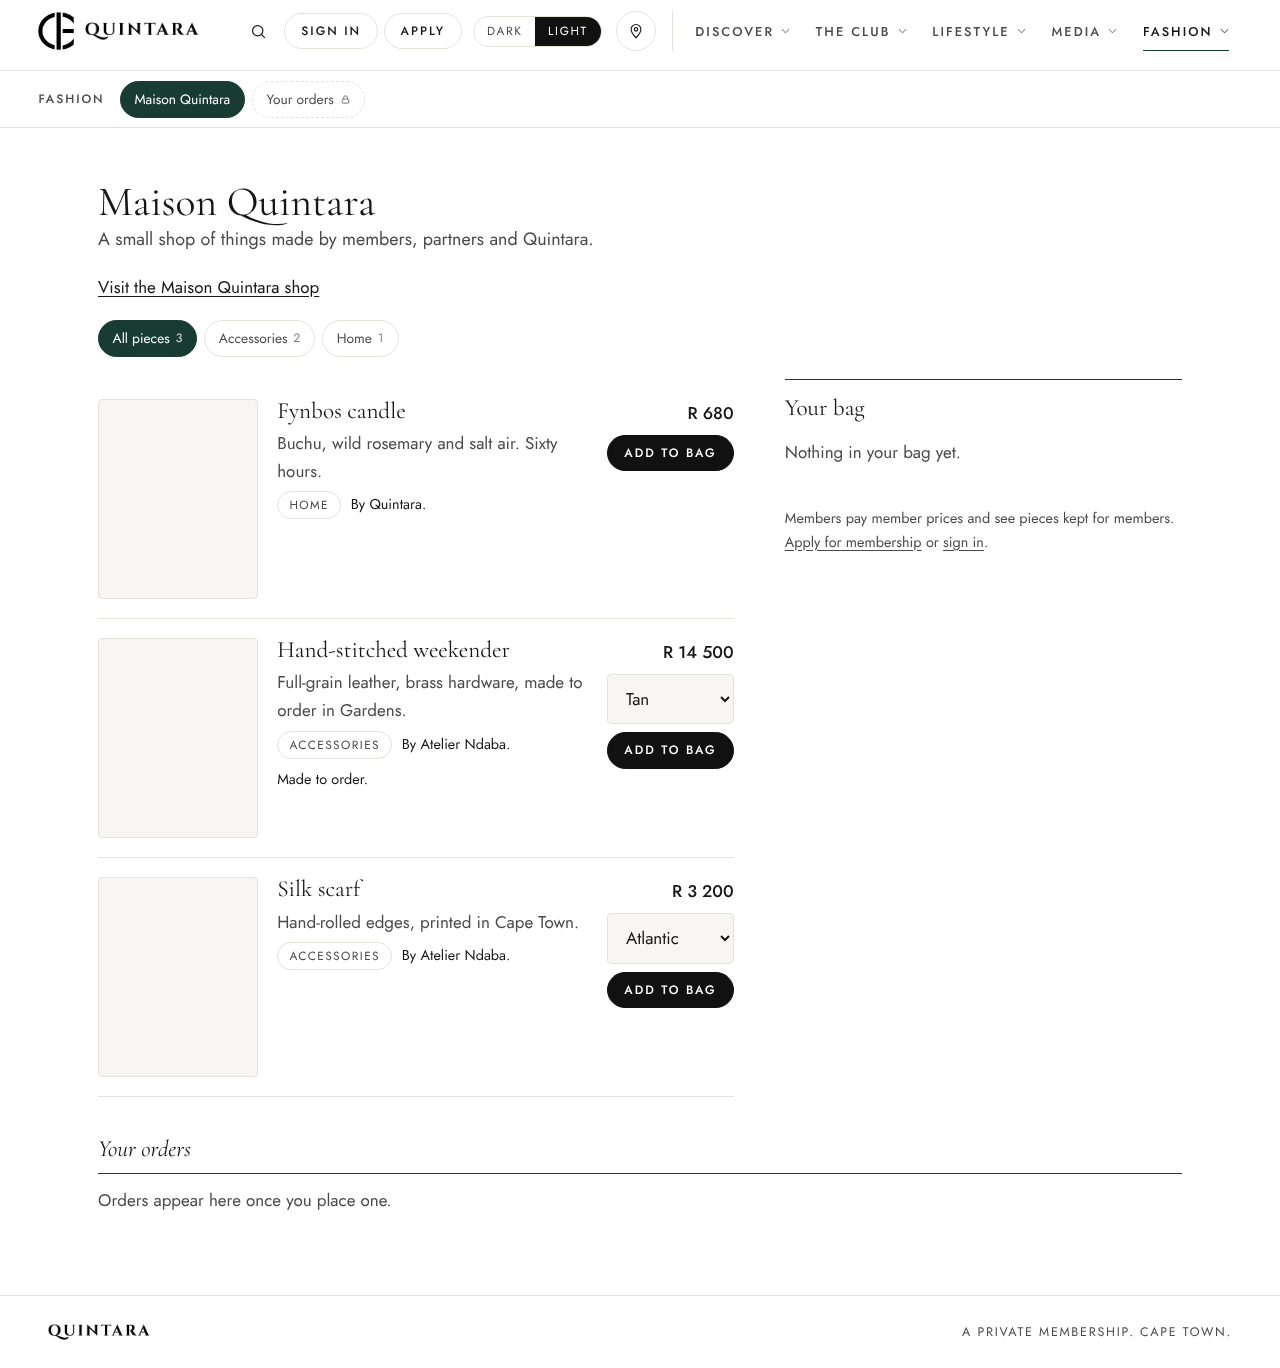 QUINTARA
SIGN IN
APPLY
DARK
LIGHT
DISCOVER
THE CLUB
LIFESTYLE
MEDIA
FASHION
FASHION
Maison Quintara
Your orders
Maison Quintara
A small shop of things made by members, partners and Quintara.
Visit the Maison Quintara shop
All pieces 3
Accessories 2
Home 1
Fynbos candle
Buchu, wild rosemary and salt air. Sixty
hours.
HOME
By Quintara.
R 680
ADD TO BAG
Hand-stitched weekender
Full-grain leather, brass hardware, made to
order in Gardens.
ACCESSORIES
By Atelier Ndaba.
Made to order.
R 14 500
Tan
ADD TO BAG
Silk scarf
Hand-rolled edges, printed in Cape Town.
ACCESSORIES
By Atelier Ndaba.
R 3 200
Atlantic
ADD TO BAG
Your bag
Nothing in your bag yet.
Members pay member prices and see pieces kept for members.
Apply for membership or sign in.
Your orders
Orders appear here once you place one.
QUINTARA
A PRIVATE MEMBERSHIP. CAPE TOWN.